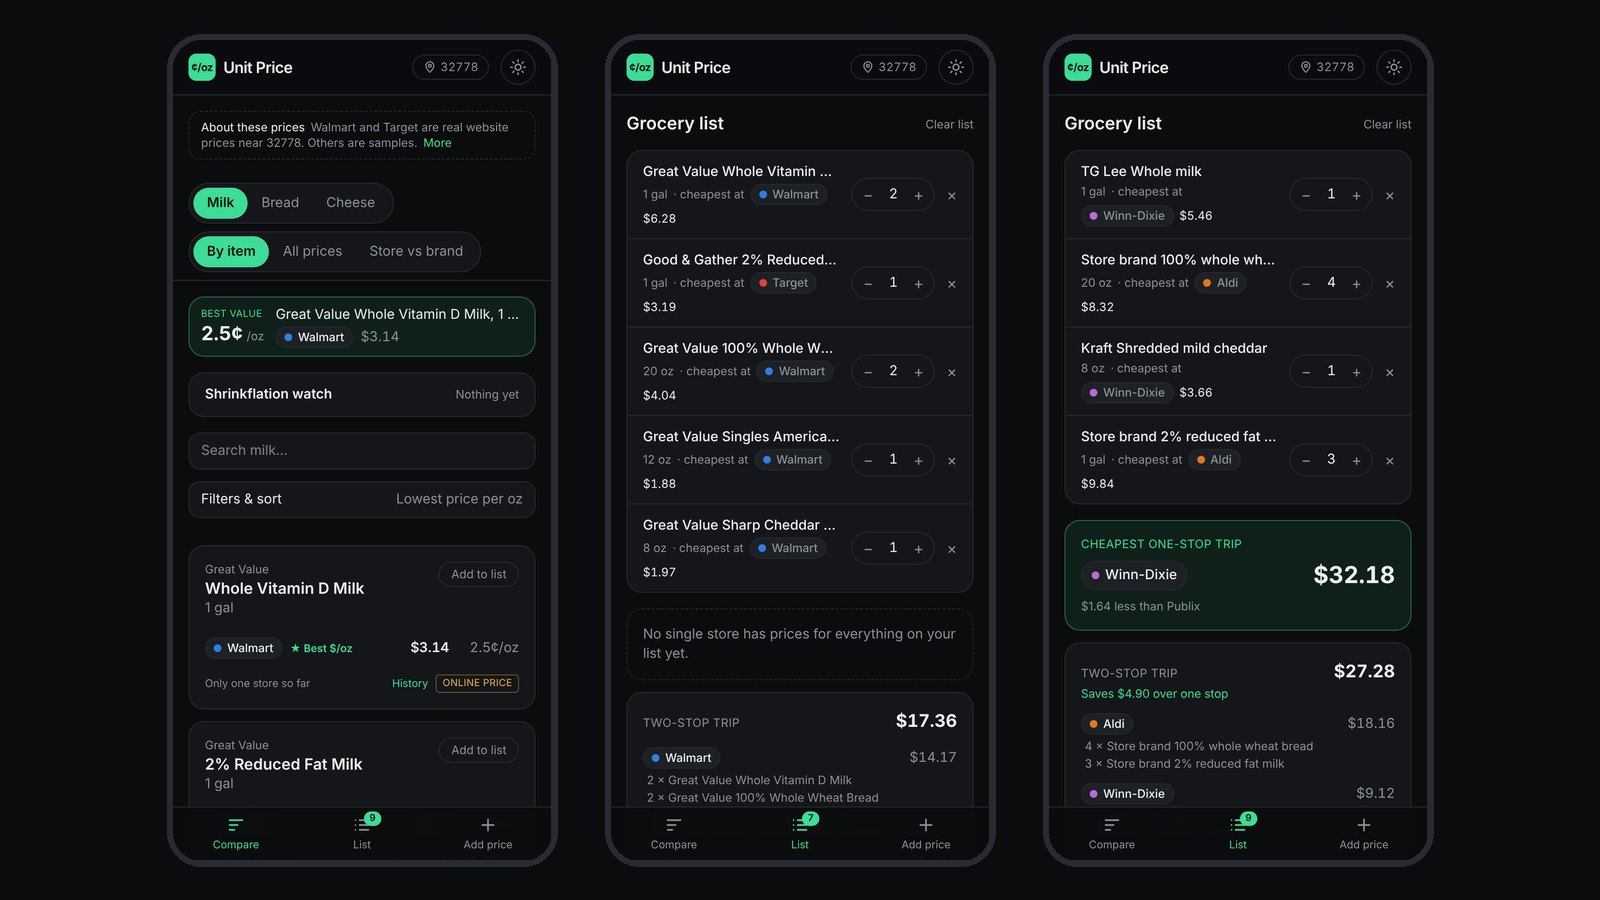 ¢/oz Unit Price 32778
About these prices Walmart and Target are real website
prices near 32778. Others are samples. More
Milk Bread Cheese
By item All prices Store vs brand
BEST VALUE Great Value Whole Vitamin D Milk, 1 ...
2.5¢ /oz Walmart $3.14
Shrinkflation watch Nothing yet
Search milk...
Filters & sort Lowest price per oz
Great Value
Whole Vitamin D Milk Add to list
1 gal
Walmart ★ Best $/oz $3.14 2.5¢/oz
Only one store so far History ONLINE PRICE
Great Value
2% Reduced Fat Milk Add to list
1 gal
9
Compare List Add price
¢/oz Unit Price 32778
Grocery list Clear list
Great Value Whole Vitamin ...
1 gal · cheapest at Walmart − 2 + ×
$6.28
Good & Gather 2% Reduced...
1 gal · cheapest at Target − 1 + ×
$3.19
Great Value 100% Whole W...
20 oz · cheapest at Walmart − 2 + ×
$4.04
Great Value Singles America...
12 oz · cheapest at Walmart − 1 + ×
$1.88
Great Value Sharp Cheddar ...
8 oz · cheapest at Walmart − 1 + ×
$1.97
No single store has prices for everything on your
list yet.
TWO-STOP TRIP $17.36
Walmart $14.17
2 × Great Value Whole Vitamin D Milk
2 × Great Value 100% Whole Wheat Bread
7
Compare List Add price
¢/oz Unit Price 32778
Grocery list Clear list
TG Lee Whole milk
1 gal · cheapest at − 1 + ×
Winn-Dixie $5.46
Store brand 100% whole wh...
20 oz · cheapest at Aldi − 4 + ×
$8.32
Kraft Shredded mild cheddar
8 oz · cheapest at − 1 + ×
Winn-Dixie $3.66
Store brand 2% reduced fat ...
1 gal · cheapest at Aldi − 3 + ×
$9.84
CHEAPEST ONE-STOP TRIP
Winn-Dixie $32.18
$1.64 less than Publix
TWO-STOP TRIP $27.28
Saves $4.90 over one stop
Aldi $18.16
4 × Store brand 100% whole wheat bread
3 × Store brand 2% reduced fat milk
Winn-Dixie $9.12
9
Compare List Add price